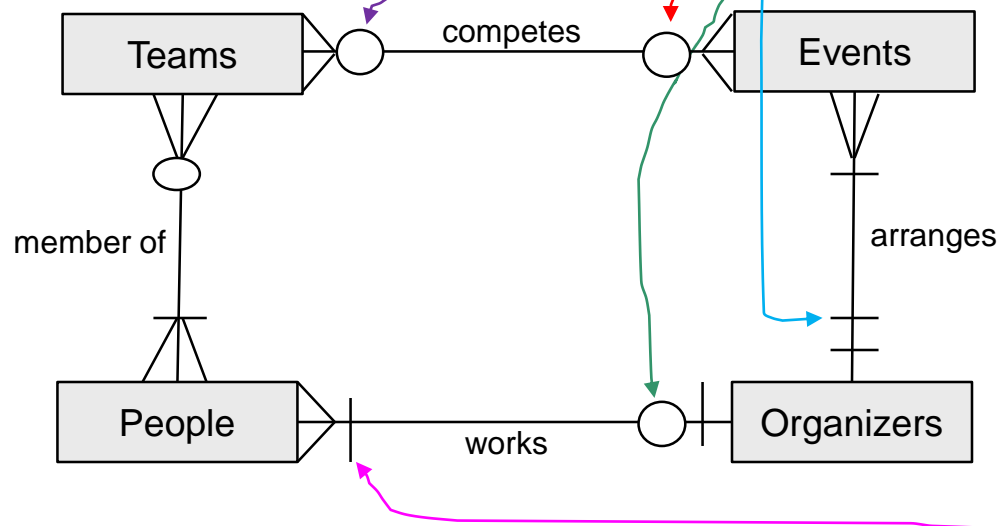 Teams
competes
Events
member of
arranges
People
works
Organizers